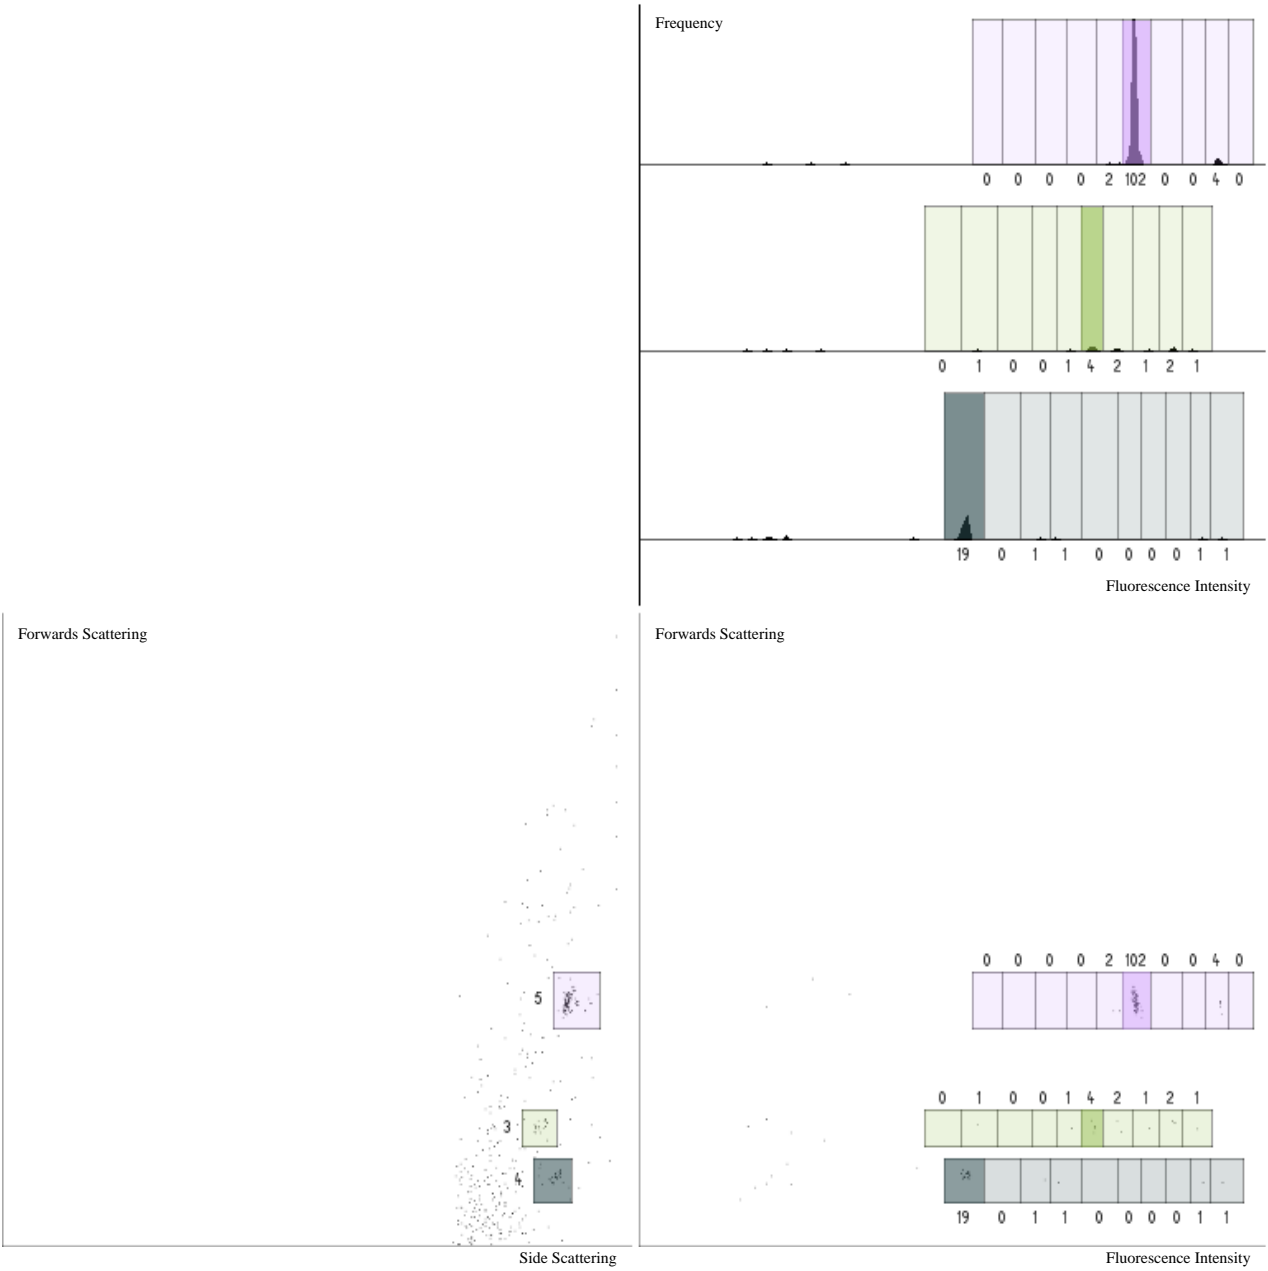 Frequency
0 0 0 0 2 102 0 0 4 0
0 1 0 0 1 4 2 1 2 1
19 0 1 1 0 0 0 0 1 1
Fluorescence Intensity
Forwards Scattering
5
3
4
Side Scattering
Forwards Scattering
0 0 0 0 2 102 0 0 4 0
0 1 0 0 1 4 2 1 2 1
19 0 1 1 0 0 0 0 1 1
Fluorescence Intensity